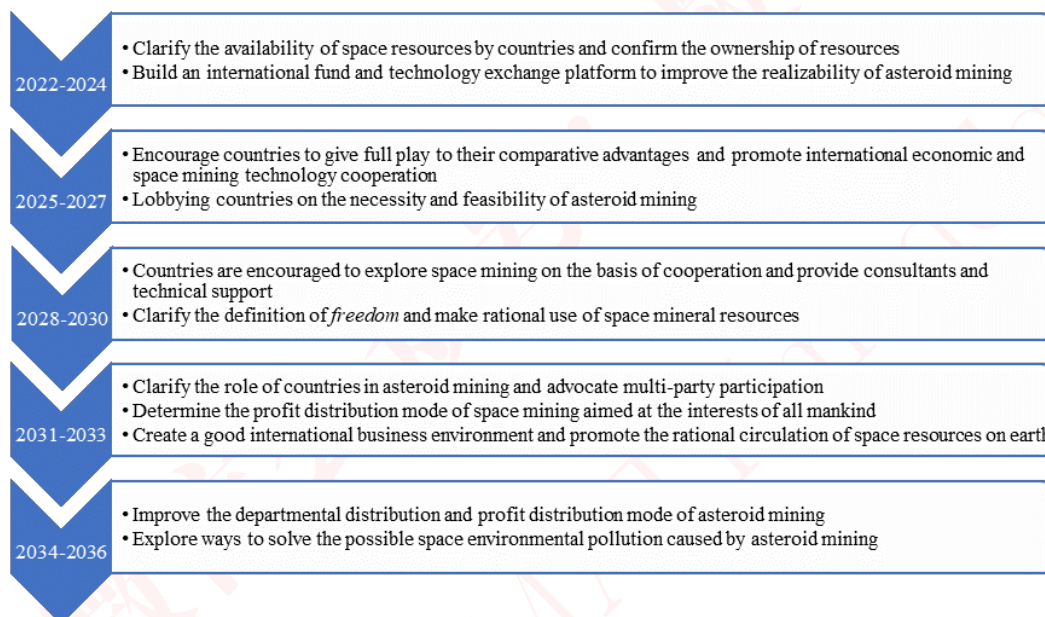 2022-2024
• Clarify the availability of space resources by countries and confirm the ownership of resources
• Build an international fund and technology exchange platform to improve the realizability of asteroid mining
2025-2027
• Encourage countries to give full play to their comparative advantages and promote international economic and
space mining technology cooperation
• Lobbying countries on the necessity and feasibility of asteroid mining
2028-2030
• Countries are encouraged to explore space mining on the basis of cooperation and provide consultants and
technical support
• Clarify the definition of freedom and make rational use of space mineral resources
2031-2033
• Clarify the role of countries in asteroid mining and advocate multi-party participation
• Determine the profit distribution mode of space mining aimed at the interests of all mankind
• Create a good international business environment and promote the rational circulation of space resources on earth
2034-2036
• Improve the departmental distribution and profit distribution mode of asteroid mining
• Explore ways to solve the possible space environmental pollution caused by asteroid mining